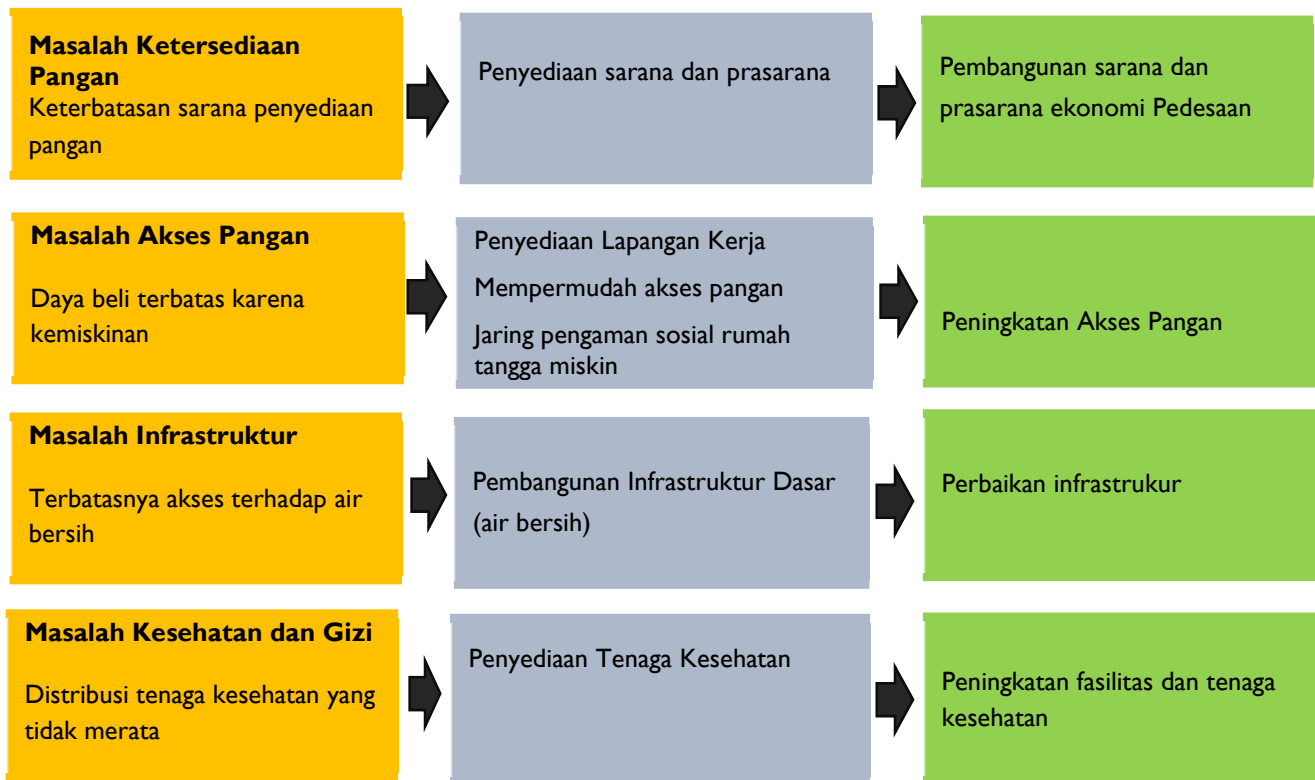 Masalah Ketersediaan
Pangan
Keterbatasan sarana penyediaan
pangan
Penyediaan sarana dan prasarana
Pembangunan sarana dan
prasarana ekonomi Pedesaan
Masalah Akses Pangan
Daya beli terbatas karena
kemiskinan
Penyediaan Lapangan Kerja
Mempermudah akses pangan
Jaring pengaman sosial rumah
tangga miskin
Peningkatan Akses Pangan
Masalah Infrastruktur
Terbatasnya akses terhadap air
bersih
Pembangunan Infrastruktur Dasar
(air bersih)
Perbaikan infrastrukur
Masalah Kesehatan dan Gizi
Distribusi tenaga kesehatan yang
tidak merata
Penyediaan Tenaga Kesehatan
Peningkatan fasilitas dan tenaga
kesehatan